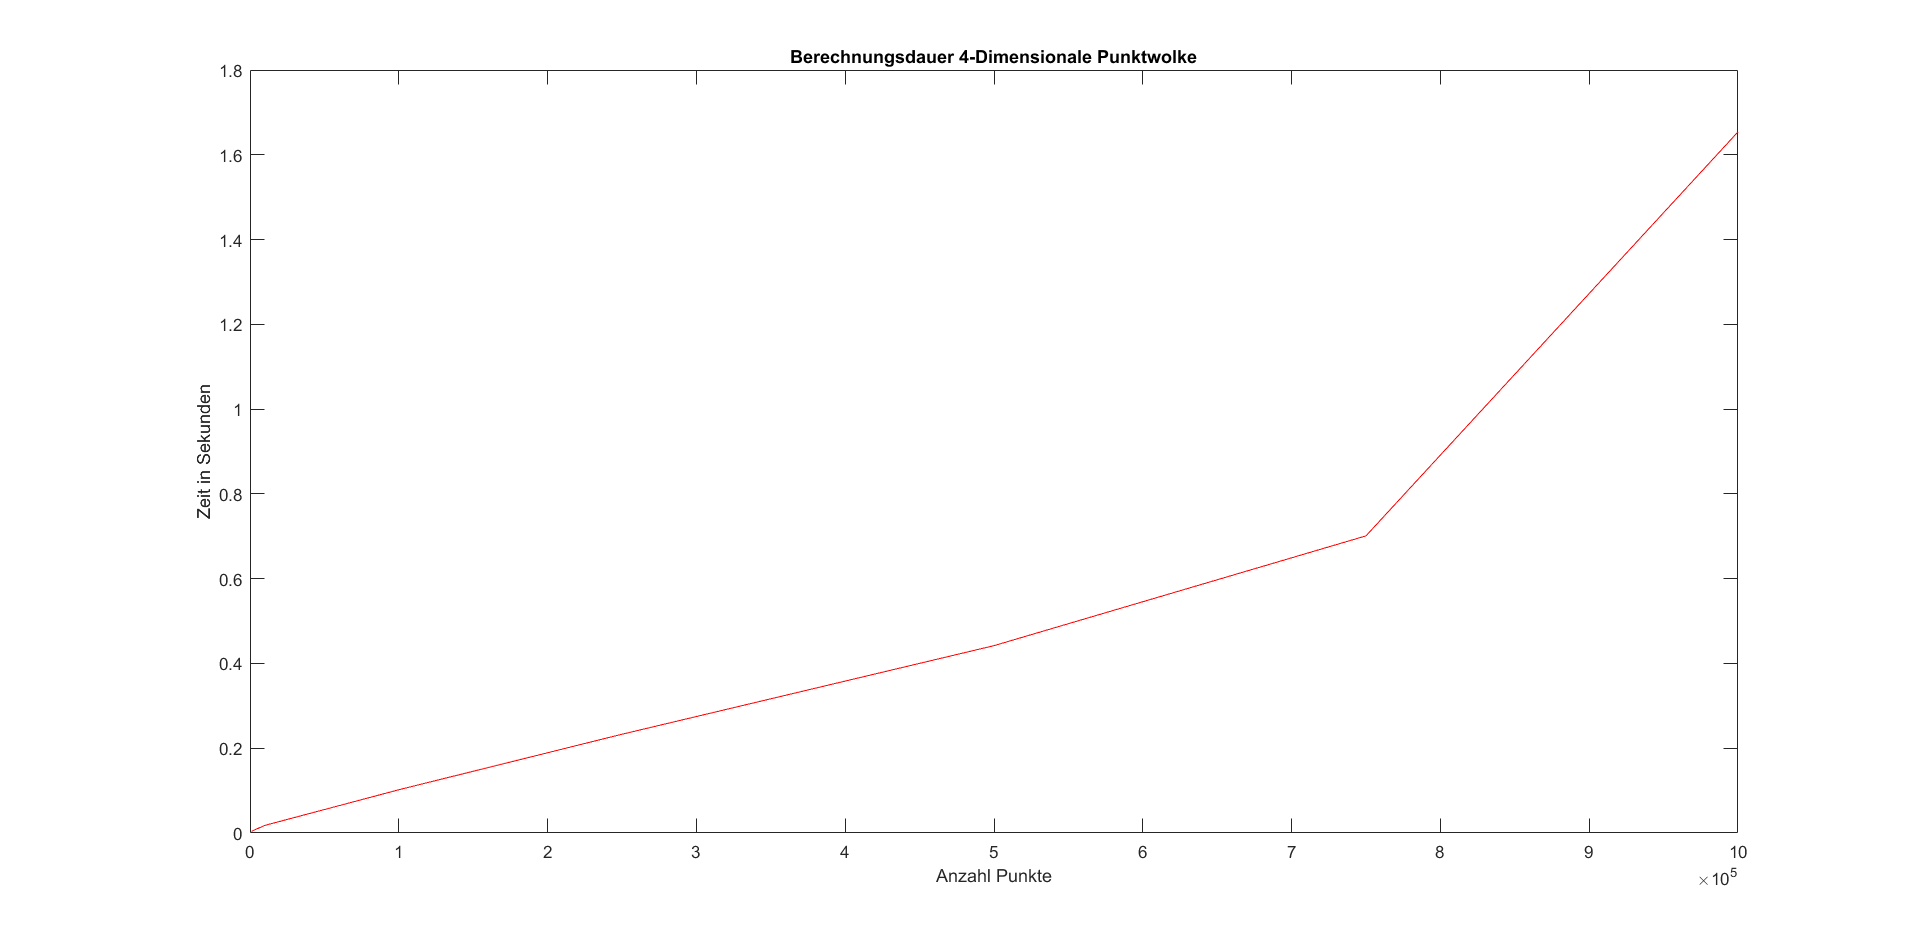 Berechnungsdauer 4-Dimensionale Punktwolke
1.8
1.6
1.4
1.2
1
0.8
0.6
0.4
0.2
0
Zeit in Sekunden
0 1 2 3 4 5 6 7 8 9 10
Anzahl Punkte
×10⁵